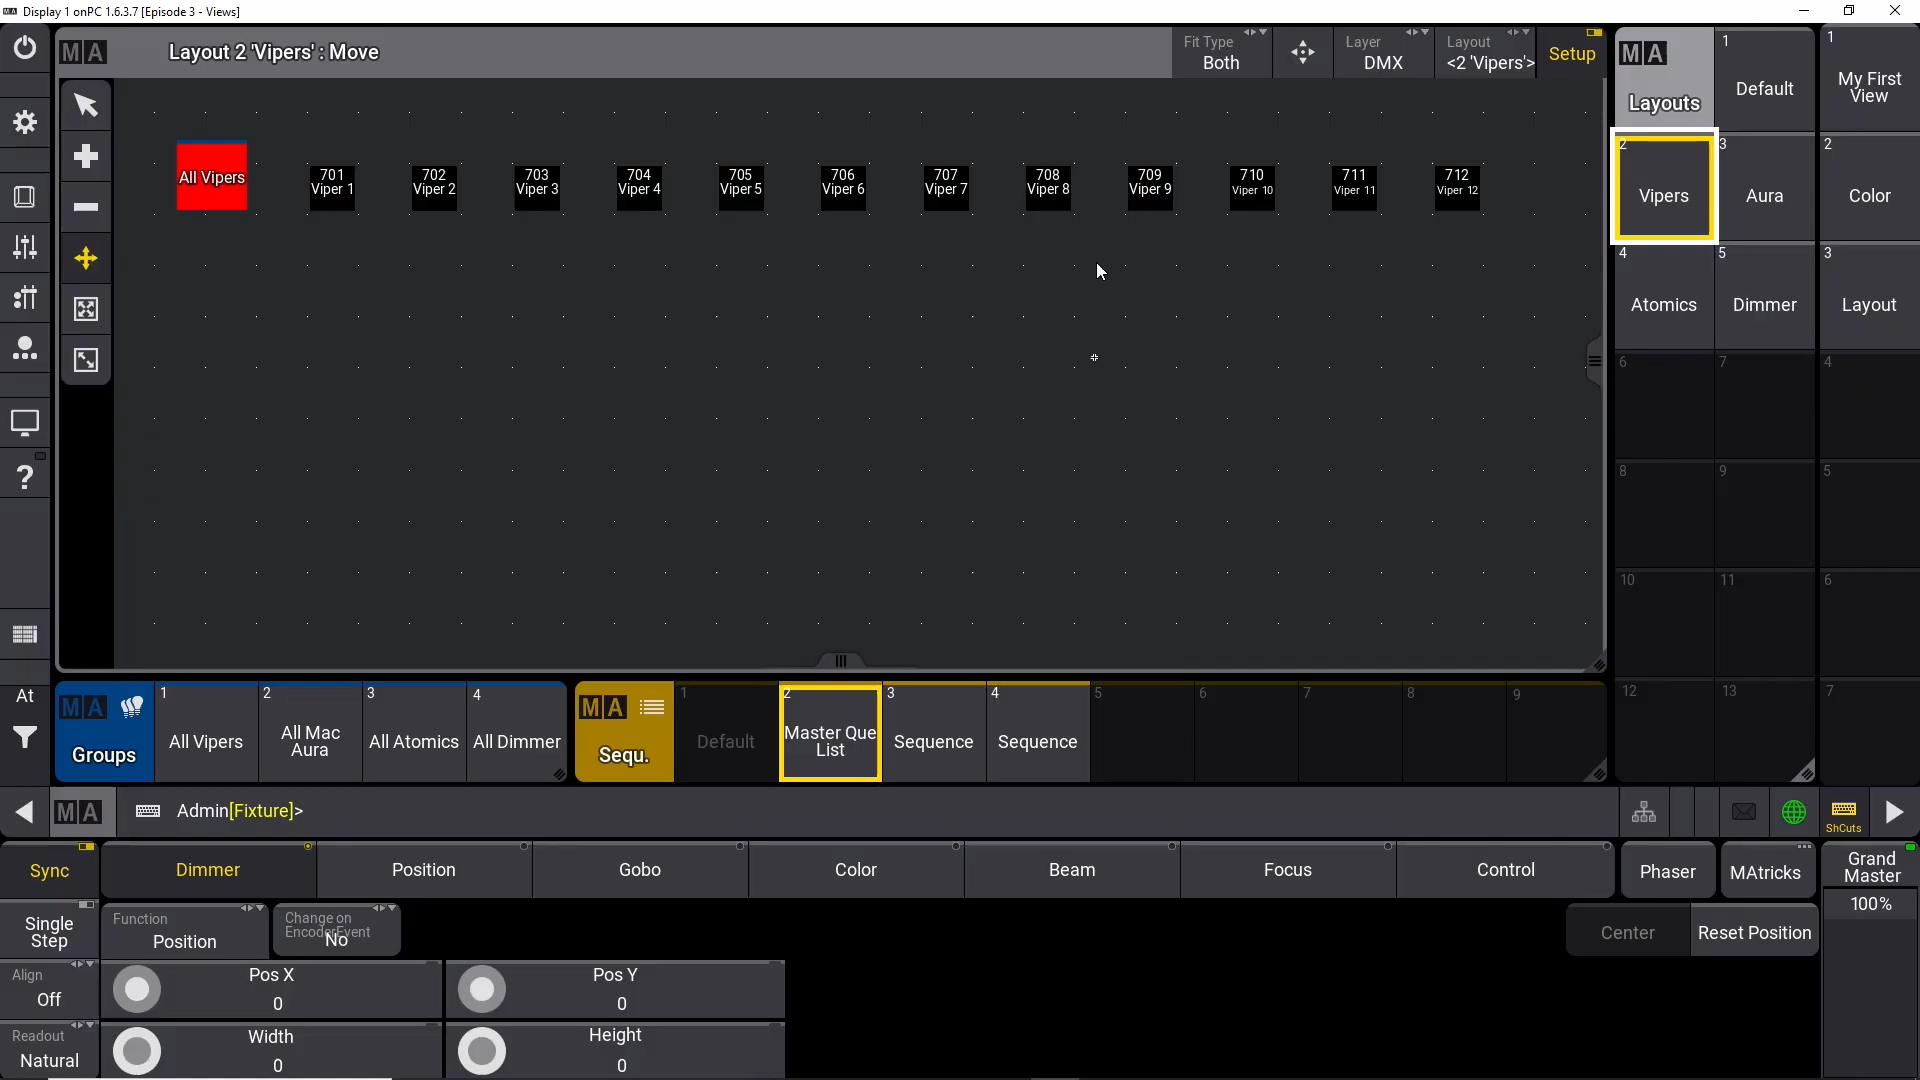 Display 1 onPC 1.6.3.7 [Episode 3 - Views]
MA
Layout 2 'Vipers' : Move
Fit Type
Both
Layer
DMX
Layout
<2 'Vipers'>
Setup
All Vipers
701
Viper 1
702
Viper 2
703
Viper 3
704
Viper 4
705
Viper 5
706
Viper 6
707
Viper 7
708
Viper 8
709
Viper 9
710
Viper 10
711
Viper 11
712
Viper 12
MA
Layouts
1
Default
2
Vipers
3
Aura
4
Atomics
5
Dimmer
6
7
8
9
10
11
12
13
1
My First
View
2
Color
3
Layout
4
5
6
7
?
At
MA
Groups
1
All Vipers
2
All Mac
Aura
3
All Atomics
4
All Dimmer
MA
Sequ.
1
Default
2
Master Que
List
3
Sequence
4
Sequence
5
6
7
8
9
MA
Admin[Fixture]>
ShCuts
Sync
Dimmer
Position
Gobo
Color
Beam
Focus
Control
Phaser
MAtricks
Grand
Master
100%
Single
Step
Function
Position
Change on
EncoderEvent
No
Center
Reset Position
Align
Off
Pos X
0
Pos Y
0
Readout
Natural
Width
0
Height
0